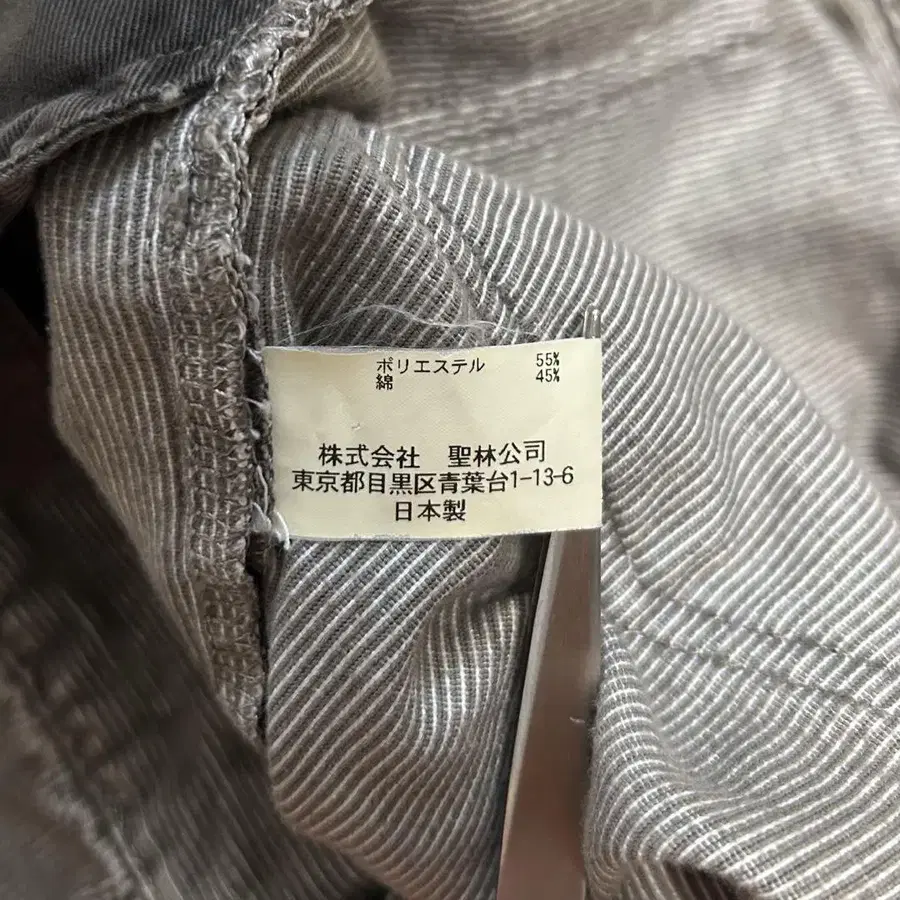 ポリエステル 55%
綿 45%
株式会社 聖林公司
東京都目黒区青葉台1-13-6
日本製